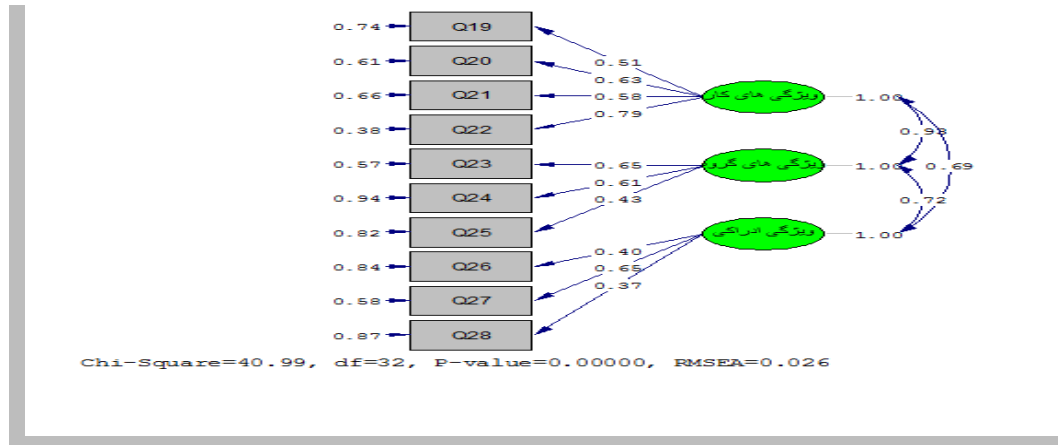 0.74 Q19
0.61 Q20 0.51
0.63
0.66 Q21 0.58 ویژگی های کار 1.00
0.79
0.38 Q22 0.93
0.57 Q23 0.65 یژگی های گرو 1.00 0.69
0.61
0.94 Q24 0.43 0.72
0.82 Q25 ویژگی ادراکی 1.00
0.84 Q26 0.40
0.65
0.58 Q27 0.37
0.87 Q28
Chi-Square=40.99, df=32, P-value=0.00000, RMSEA=0.026